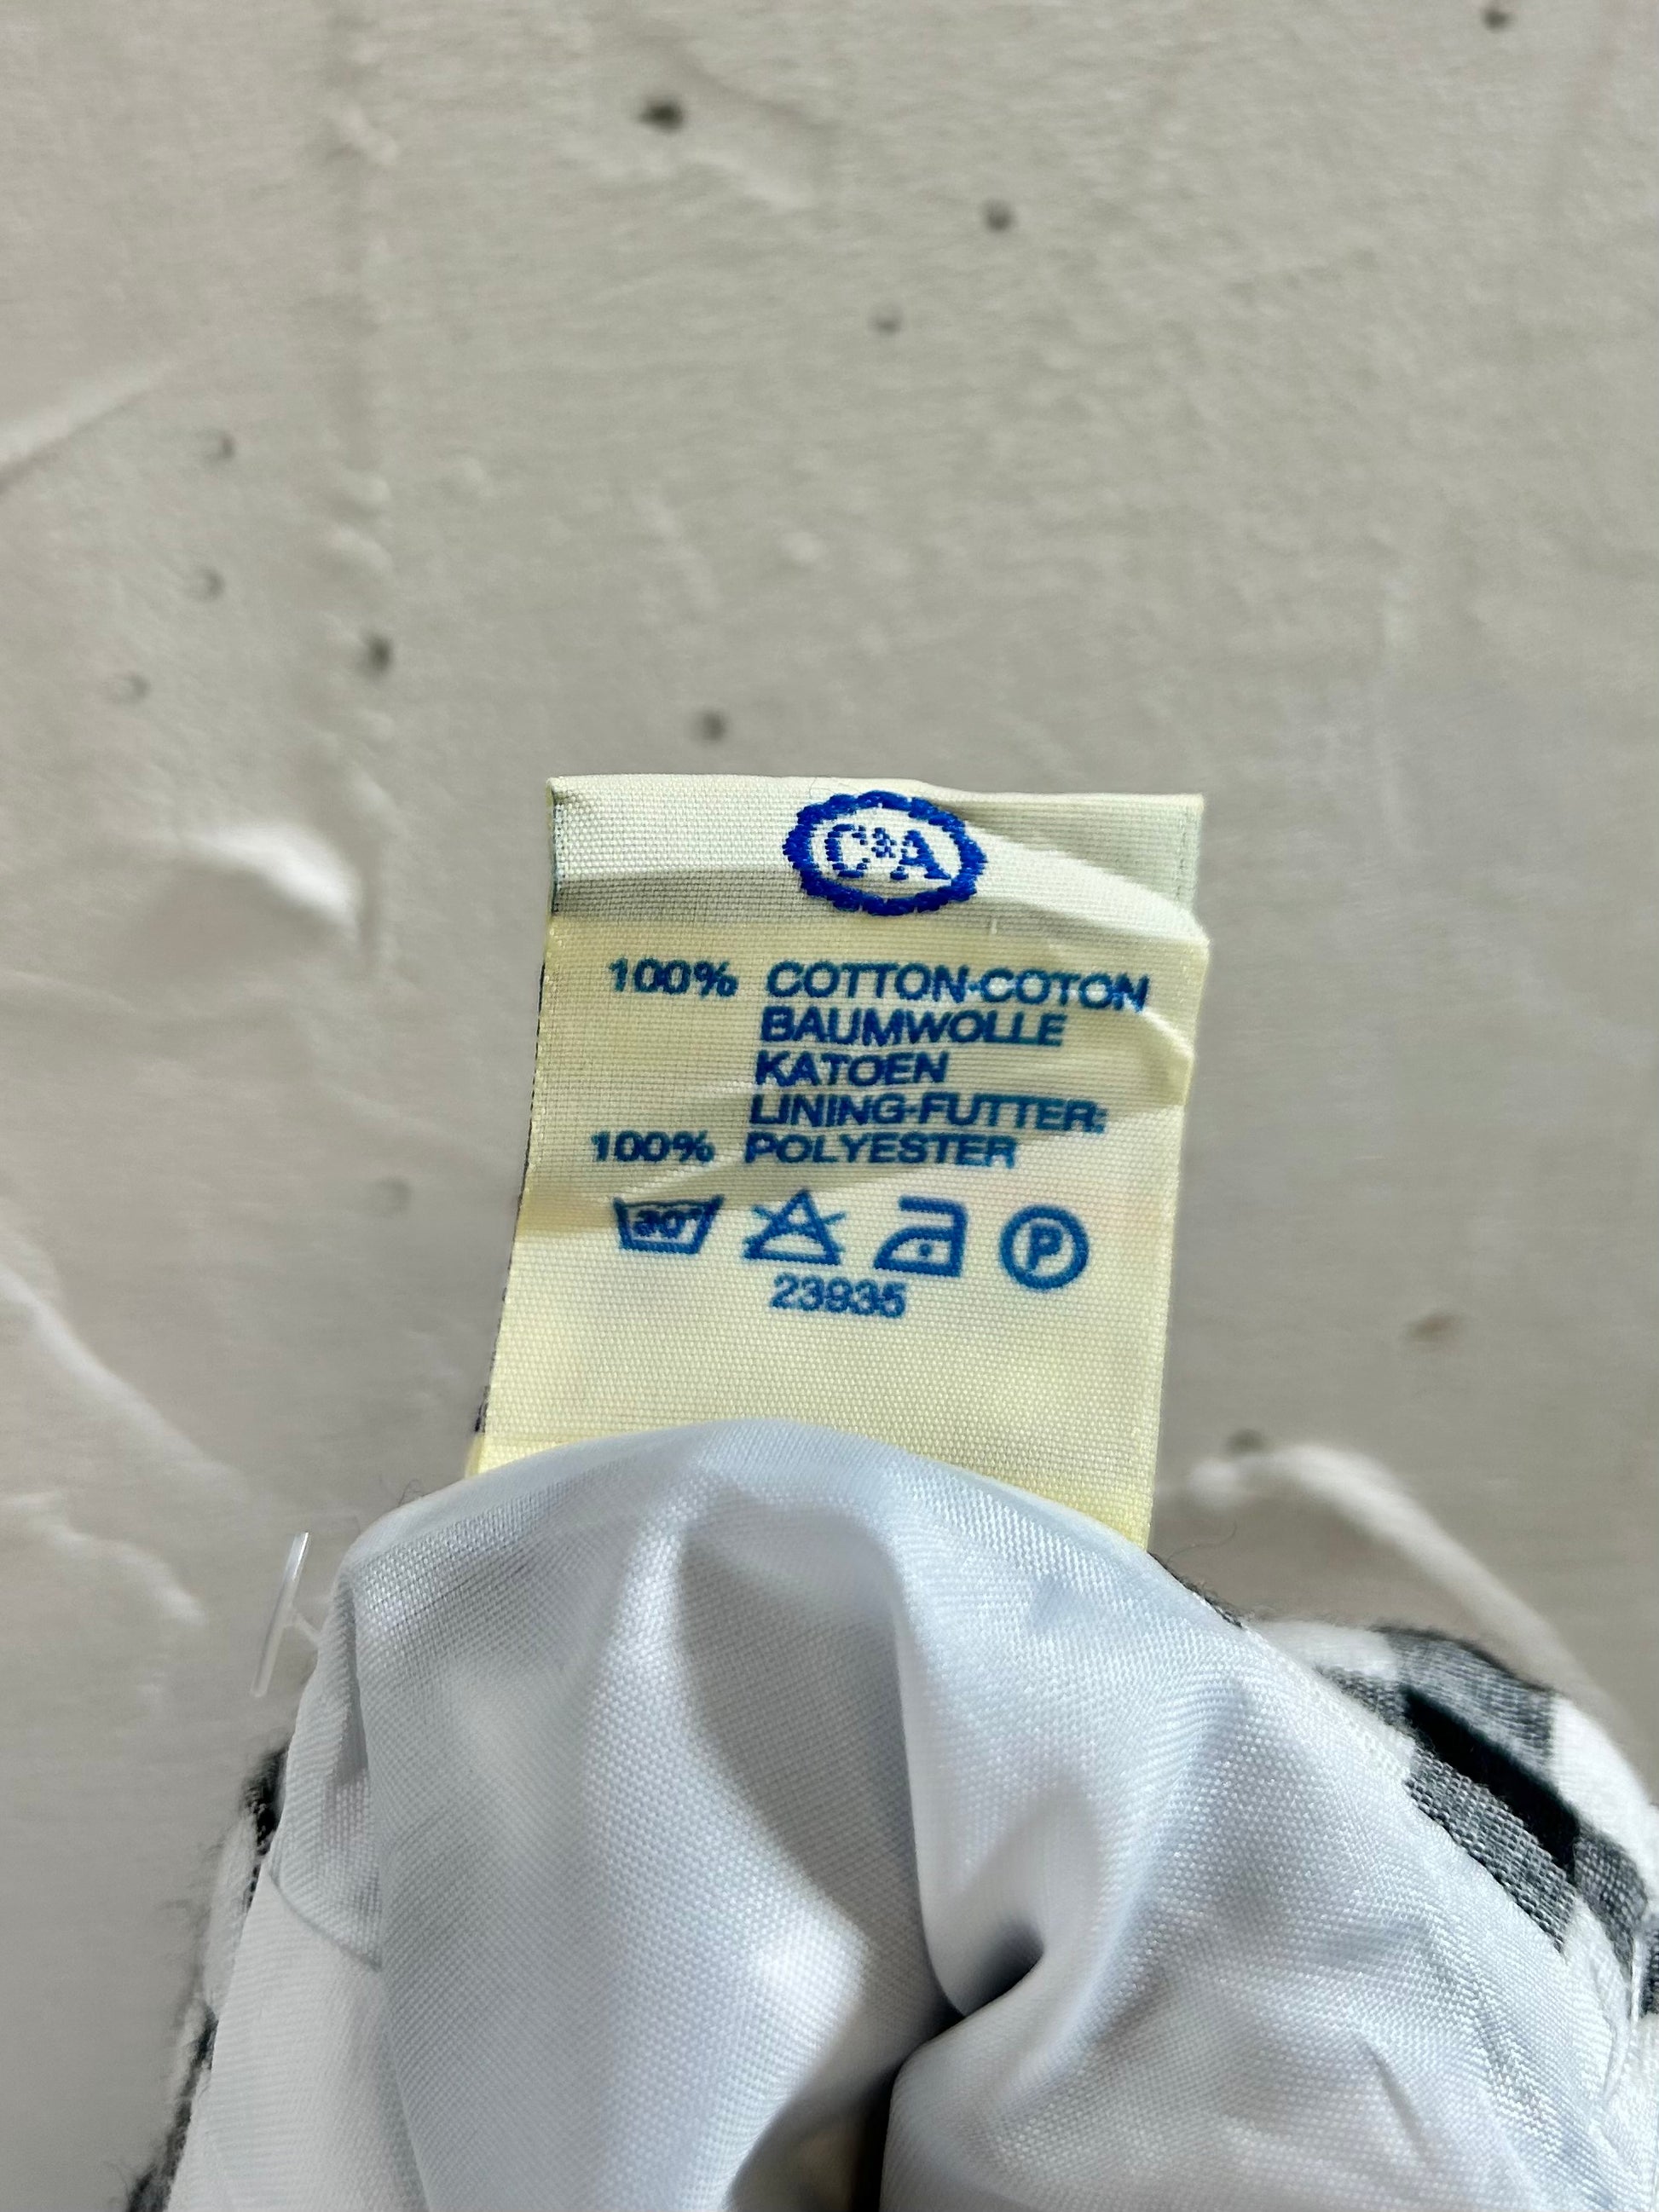 C&A
100% COTTON-COTON
BAUMWOLLE
KATOEN
LINING-FUTTER:
100% POLYESTER
30° P
23935